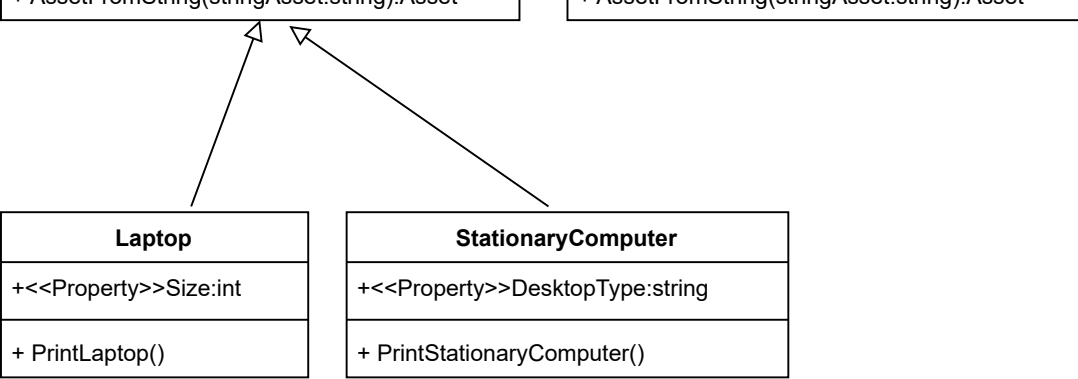 + AssetFromString(stringAsset:string):Asset
+ AssetFromString(stringAsset:string):Asset
Laptop
+<<Property>>Size:int
+ PrintLaptop()
StationaryComputer
+<<Property>>DesktopType:string
+ PrintStationaryComputer()